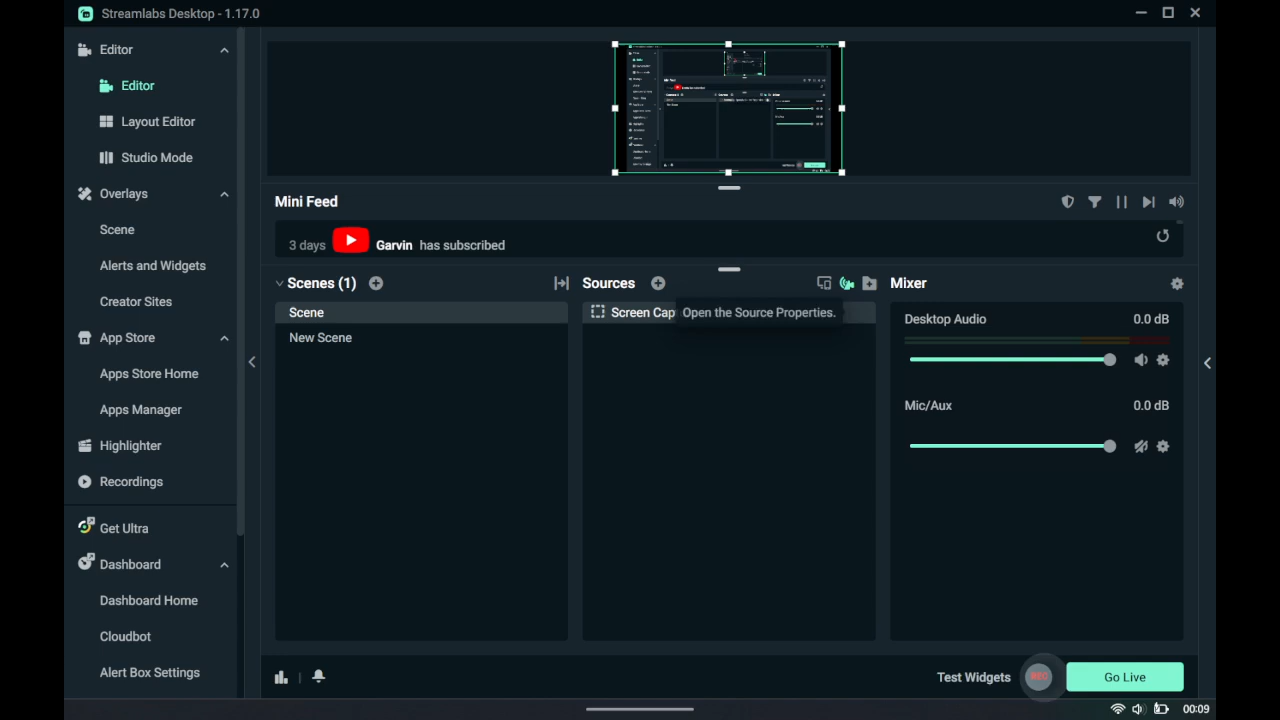 Streamlabs Desktop - 1.17.0
Editor
Editor
Layout Editor
Studio Mode
Overlays
Scene
Alerts and Widgets
Creator Sites
App Store
Apps Store Home
Apps Manager
Highlighter
Recordings
Get Ultra
Dashboard
Dashboard Home
Cloudbot
Alert Box Settings
Mini Feed
3 days Garvin has subscribed
Scenes (1)
Scene
New Scene
Sources
Screen Cap
Open the Source Properties.
Mixer
Desktop Audio 0.0 dB
Mic/Aux 0.0 dB
Test Widgets REC Go Live
00:09